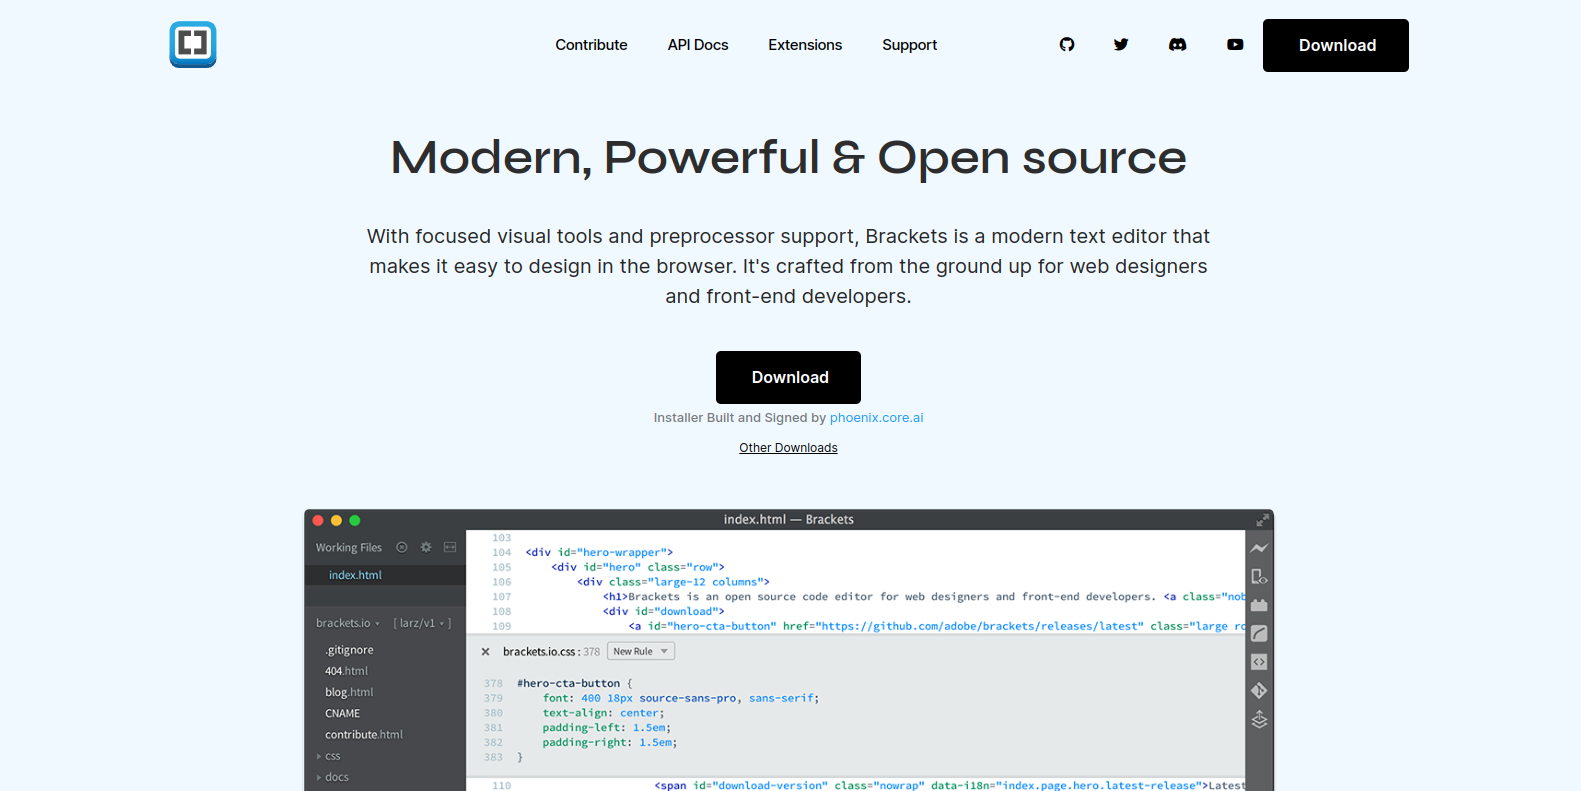 Contribute API Docs Extensions Support Download
Modern, Powerful & Open source
With focused visual tools and preprocessor support, Brackets is a modern text editor that
makes it easy to design in the browser. It's crafted from the ground up for web designers
and front-end developers.
Download
Installer Built and Signed by phoenix.core.ai
Other Downloads
index.html — Brackets
Working Files
index.html
brackets.io [ larz/v1 ]
.gitignore
404.html
blog.html
CNAME
contribute.html
css
docs
103
104 <div id="hero-wrapper">
105 <div id="hero" class="row">
106 <div class="large-12 columns">
107 <h1>Brackets is an open source code editor for web designers and front-end developers. <a class="nob
108 <div id="download">
109 <a id="hero-cta-button" href="https://github.com/adobe/brackets/releases/latest" class="large ro
brackets.io.css : 378 New Rule
378 #hero-cta-button {
379 font: 400 18px source-sans-pro, sans-serif;
380 text-align: center;
381 padding-left: 1.5em;
382 padding-right: 1.5em;
383 }
110 <span id="download-version" class="nowrap" data-i18n="index.page.hero.latest-release">Latest